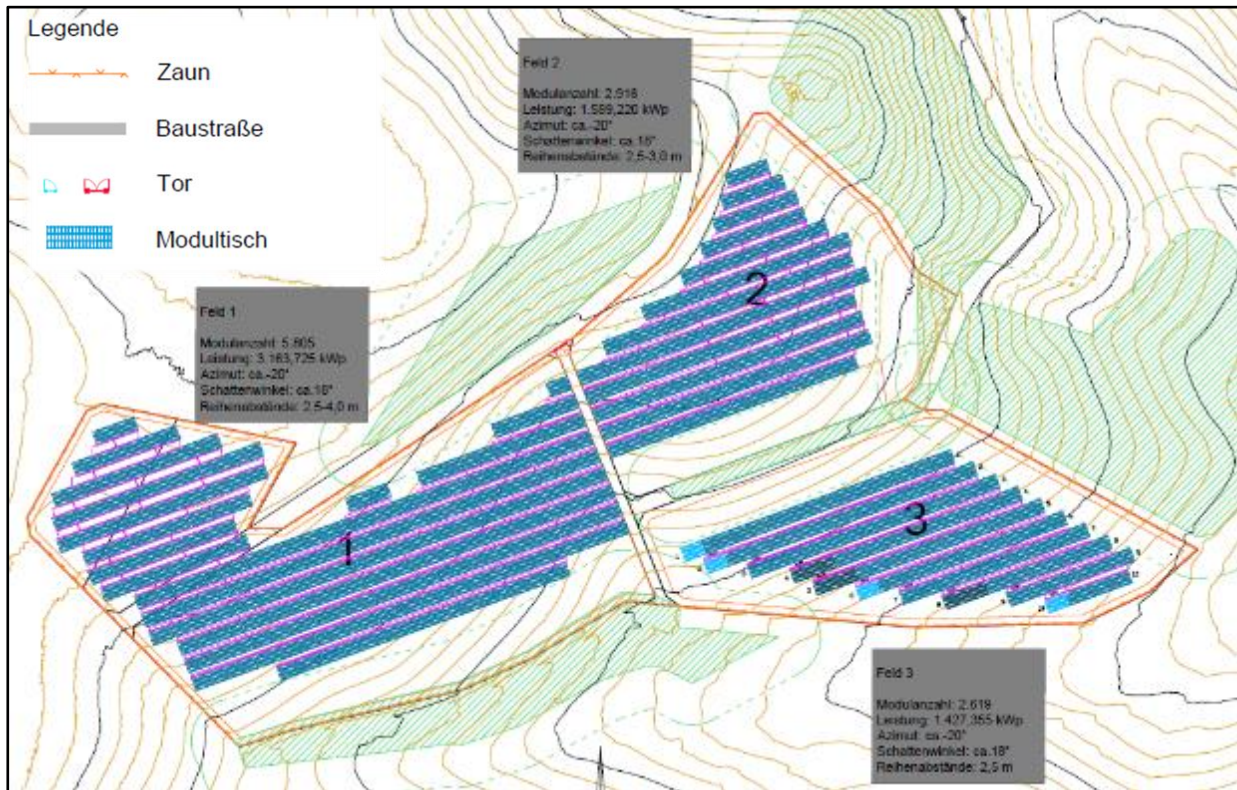 Legende
Zaun
Baustraße
Tor
Modultisch
Feld 2
Modulanzahl: 2.916
Leistung: 1.589,220 kWp
Azimut: ca.-20°
Schattenwinkel: ca.18°
Reihenabstände: 2,5-3,0 m
Feld 1
Modulanzahl: 5.805
Leistung: 3.163,725 kWp
Azimut: ca.-20°
Schattenwinkel: ca.18°
Reihenabstände: 2,5-4,0 m
2
1
3
Feld 3
Modulanzahl: 2.619
Leistung: 1.427,355 kWp
Azimut: ca.-20°
Schattenwinkel: ca.18°
Reihenabstände: 2,5 m